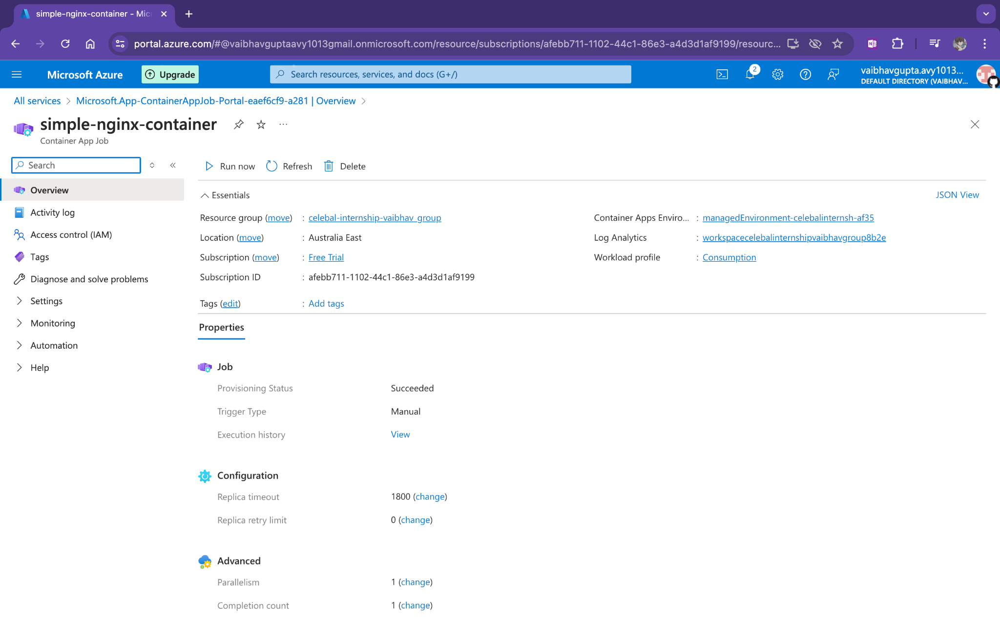 simple-nginx-container - Mic
portal.azure.com/#@vaibhavguptaavy1013gmail.onmicrosoft.com/resource/subscriptions/afebb711-1102-44c1-86e3-a4d3d1af9199/resourc...
Microsoft Azure
Upgrade
Search resources, services, and docs (G+/)
2
vaibhavgupta.avy1013...
DEFAULT DIRECTORY (VAIBHAV...
All services > Microsoft.App-ContainerAppJob-Portal-eaef6cf9-a281 | Overview >
simple-nginx-container
Container App Job
Search
Overview
Activity log
Access control (IAM)
Tags
Diagnose and solve problems
Settings
Monitoring
Automation
Help
Run now Refresh Delete
Essentials
JSON View
Resource group (move) : celebal-internship-vaibhav_group
Location (move) : Australia East
Subscription (move) : Free Trial
Subscription ID : afebb711-1102-44c1-86e3-a4d3d1af9199
Container Apps Enviro... : managedEnvironment-celebalinternsh-af35
Log Analytics : workspacecelebalinternshipvaibhavgroup8b2e
Workload profile : Consumption
Tags (edit) : Add tags
Properties
Job
Provisioning Status Succeeded
Trigger Type Manual
Execution history View
Configuration
Replica timeout 1800 (change)
Replica retry limit 0 (change)
Advanced
Parallelism 1 (change)
Completion count 1 (change)